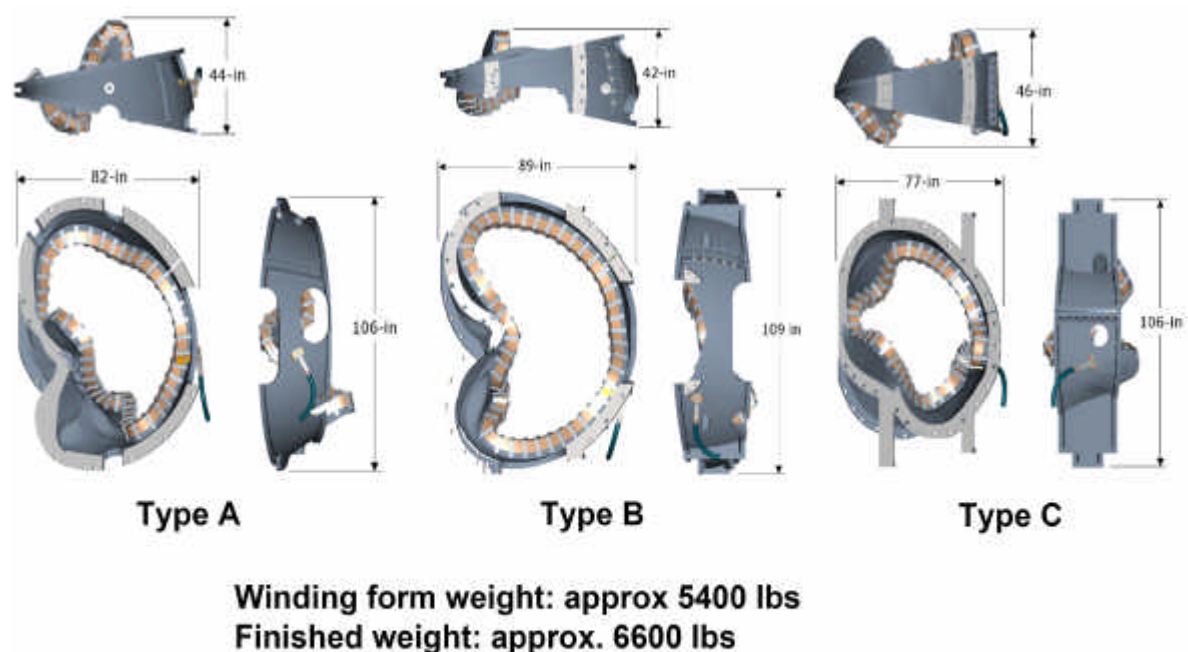 44-in
42-in
46-in
82-in
89-in
77-in
106-in
109 in
106-in
Type A
Type B
Type C
Winding form weight: approx 5400 lbs
Finished weight: approx. 6600 lbs